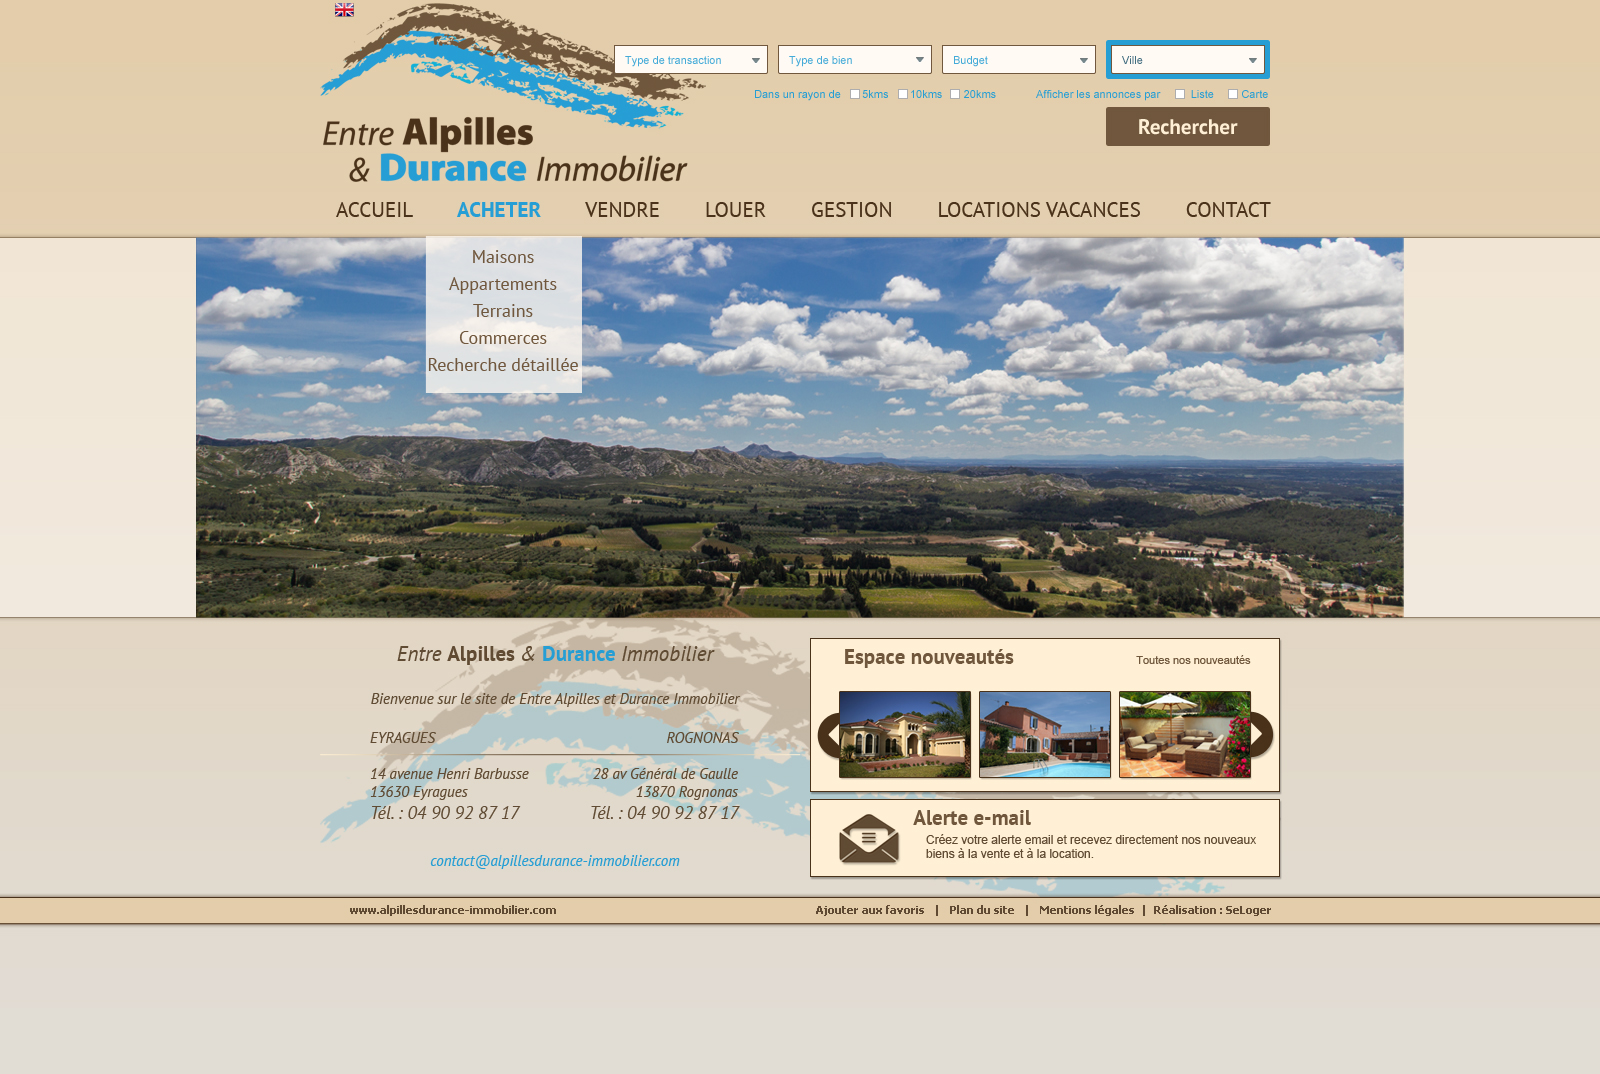 Type de transaction
Type de bien
Budget
Ville
Dans un rayon de 5kms 10kms 20kms
Afficher les annonces par Liste Carte
Rechercher
Entre Alpilles
& Durance Immobilier
ACCUEIL
ACHETER
VENDRE
LOUER
GESTION
LOCATIONS VACANCES
CONTACT
Maisons
Appartements
Terrains
Commerces
Recherche détaillée
Entre Alpilles & Durance Immobilier
Bienvenue sur le site de Entre Alpilles et Durance Immobilier
EYRAGUES
ROGNONAS
14 avenue Henri Barbusse
13630 Eyragues
Tél. : 04 90 92 87 17
28 av Général de Gaulle
13870 Rognonas
Tél. : 04 90 92 87 17
contact@alpillesdurance-immobilier.com
Espace nouveautés
Toutes nos nouveautés
Alerte e-mail
Créez votre alerte email et recevez directement nos nouveaux
biens à la vente et à la location.
www.alpillesdurance-immobilier.com
Ajouter aux favoris | Plan du site | Mentions légales | Réalisation : SeLoger